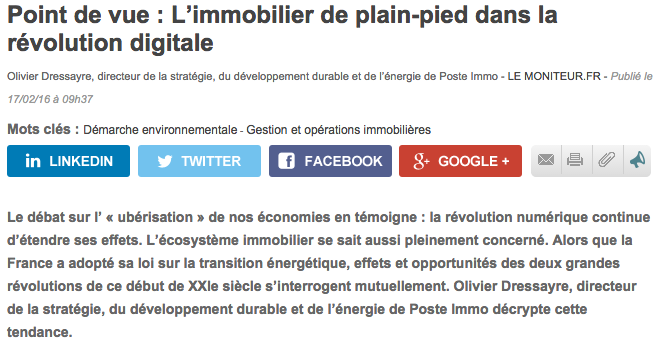 Point de vue : L’immobilier de plain-pied dans la
révolution digitale
Olivier Dressayre, directeur de la stratégie, du développement durable et de l’énergie de Poste Immo - LE MONITEUR.FR - Publié le
17/02/16 à 09h37
Mots clés : Démarche environnementale - Gestion et opérations immobilières
in LINKEDIN TWITTER f FACEBOOK g+ GOOGLE +
Le débat sur l’ « ubérisation » de nos économies en témoigne : la révolution numérique continue
d’étendre ses effets. L’écosystème immobilier se sait aussi pleinement concerné. Alors que la
France a adopté sa loi sur la transition énergétique, effets et opportunités des deux grandes
révolutions de ce début de XXIe siècle s’interrogent mutuellement. Olivier Dressayre, directeur
de la stratégie, du développement durable et de l’énergie de Poste Immo décrypte cette
tendance.